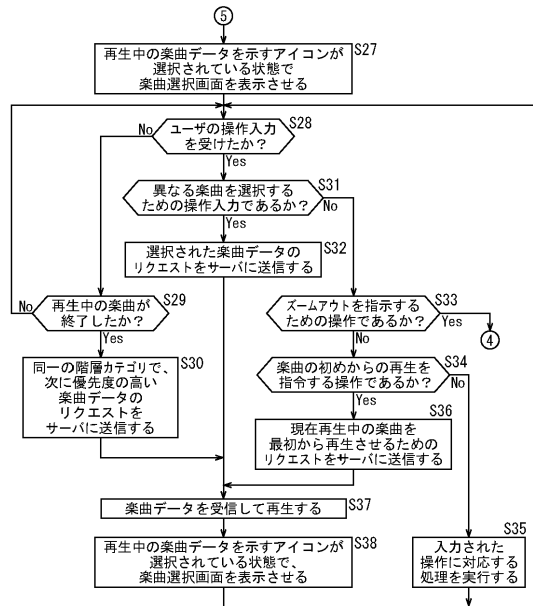 5
再生中の楽曲データを示すアイコンが
選択されている状態で
楽曲選択画面を表示させる
S27
ユーザの操作入力
を受けたか？
S28
No
Yes
異なる楽曲を選択する
ための操作入力であるか？
S31
No
Yes
選択された楽曲データの
リクエストをサーバに送信する
S32
再生中の楽曲が
終了したか？
S29
No
Yes
ズームアウトを指示する
ための操作であるか？
S33
Yes
4
No
同一の階層カテゴリで、
次に優先度の高い
楽曲データの
リクエストを
サーバに送信する
S30
楽曲の初めからの再生を
指令する操作であるか？
S34
No
Yes
現在再生中の楽曲を
最初から再生させるための
リクエストをサーバに送信する
S36
楽曲データを受信して再生する
S37
再生中の楽曲データを示すアイコンが
選択されている状態で、
楽曲選択画面を表示させる
S38
入力された
操作に対応する
処理を実行する
S35